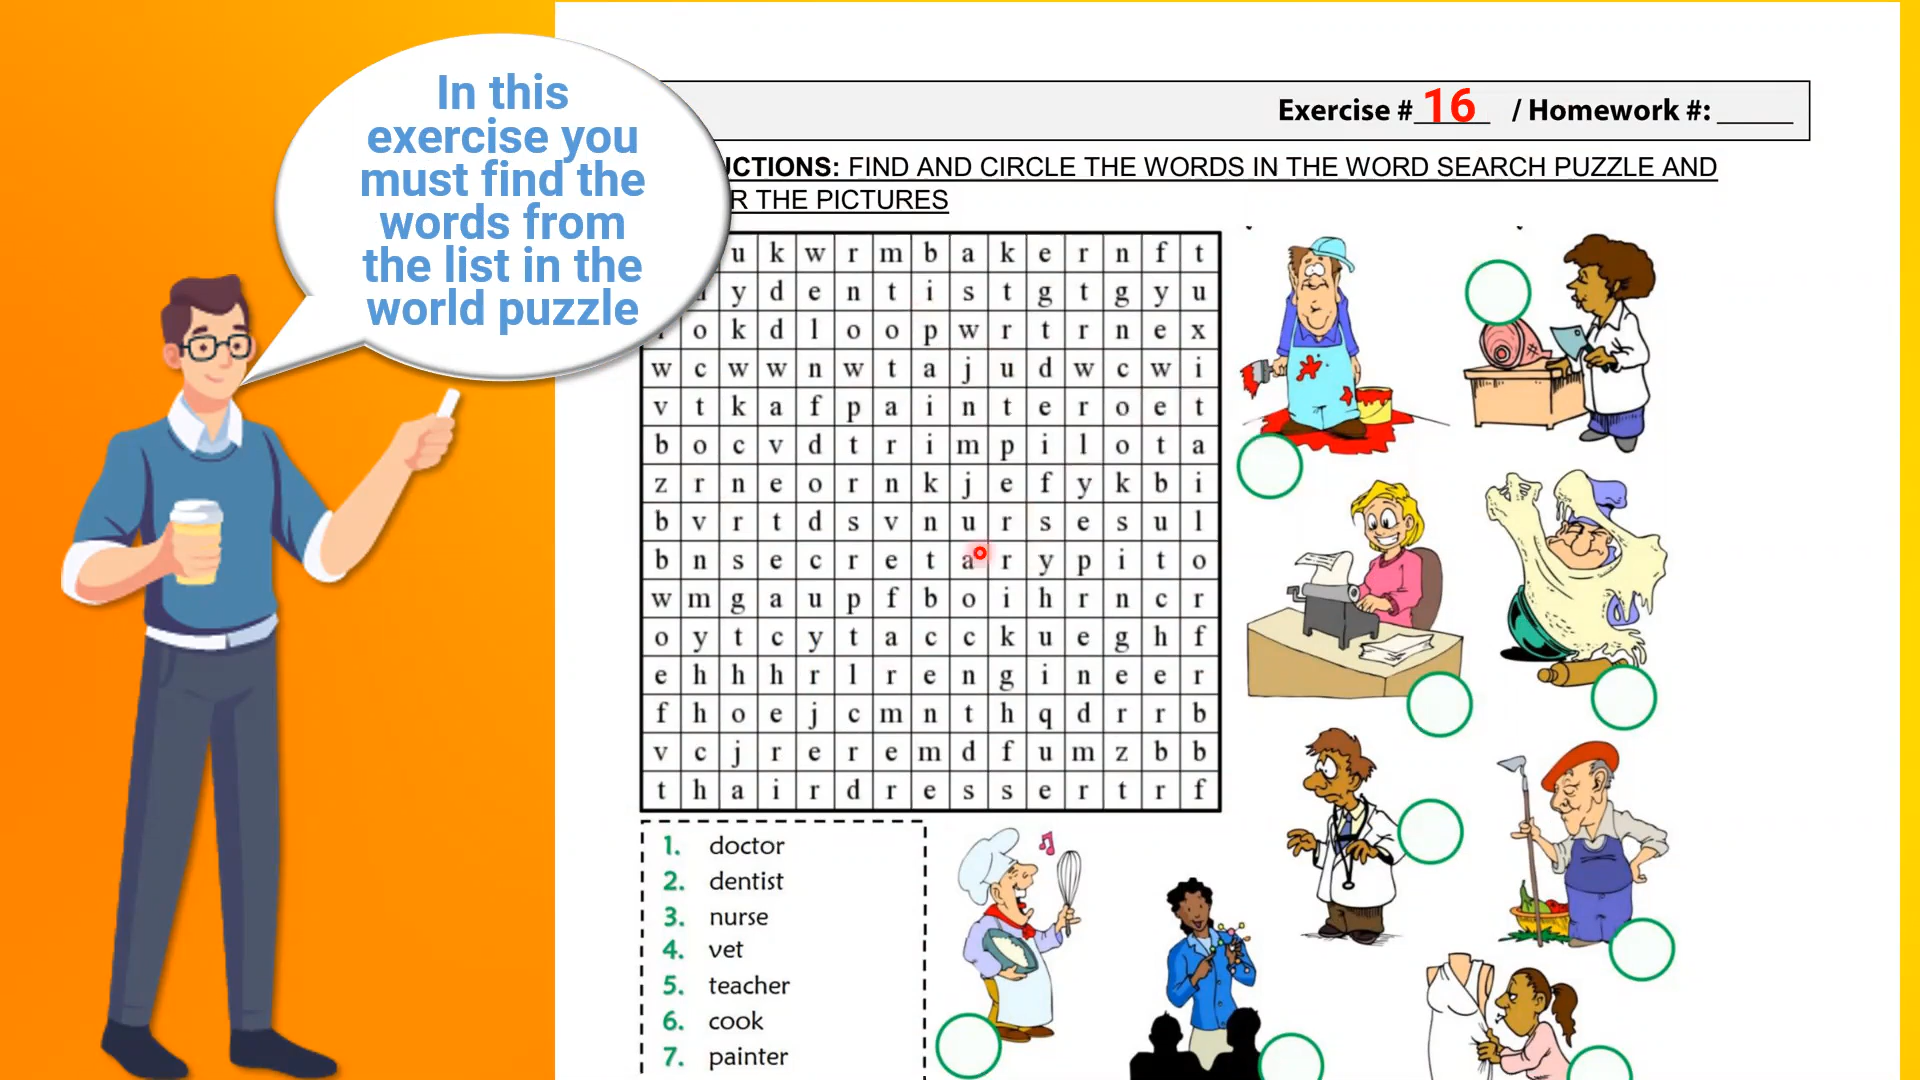 In this
exercise you
must find the
words from
the list in the
world puzzle
Exercise # 16 / Homework #:
UCTIONS: FIND AND CIRCLE THE WORDS IN THE WORD SEARCH PUZZLE AND
R THE PICTURES
u k w r m b a k e r n f t
y d e n t i s t g t g y u
o k d l o o p w r t r n e x
w c w w n w t a j u d w c w i
v t k a f p a i n t e r o e t
b o c v d t r i m p i l o t a
z r n e o r n k j e f y k b i
b v r t d s v n u r s e s u l
b n s e c r e t a r y p i t o
w m g a u p f b o i h r n c r
o y t c y t a c c k u e g h f
e h h h r l r e n g i n e e r
f h o e j c m n t h q d r r b
v c j r e r e m d f u m z b b
t h a i r d r e s s e r t r f
1. doctor
2. dentist
3. nurse
4. vet
5. teacher
6. cook
7. painter